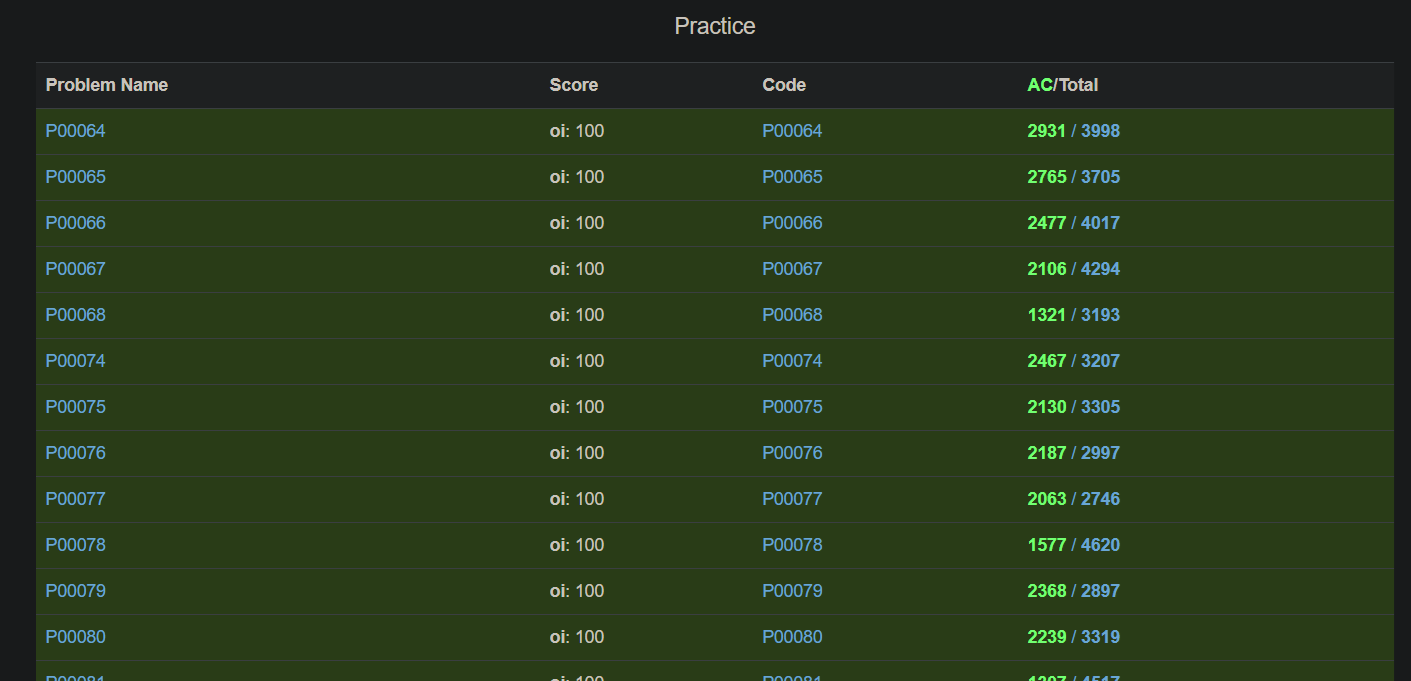 Practice
Problem Name Score Code AC/Total
P00064 oi: 100 P00064 2931 / 3998
P00065 oi: 100 P00065 2765 / 3705
P00066 oi: 100 P00066 2477 / 4017
P00067 oi: 100 P00067 2106 / 4294
P00068 oi: 100 P00068 1321 / 3193
P00074 oi: 100 P00074 2467 / 3207
P00075 oi: 100 P00075 2130 / 3305
P00076 oi: 100 P00076 2187 / 2997
P00077 oi: 100 P00077 2063 / 2746
P00078 oi: 100 P00078 1577 / 4620
P00079 oi: 100 P00079 2368 / 2897
P00080 oi: 100 P00080 2239 / 3319
P00081 oi: 100 P00081